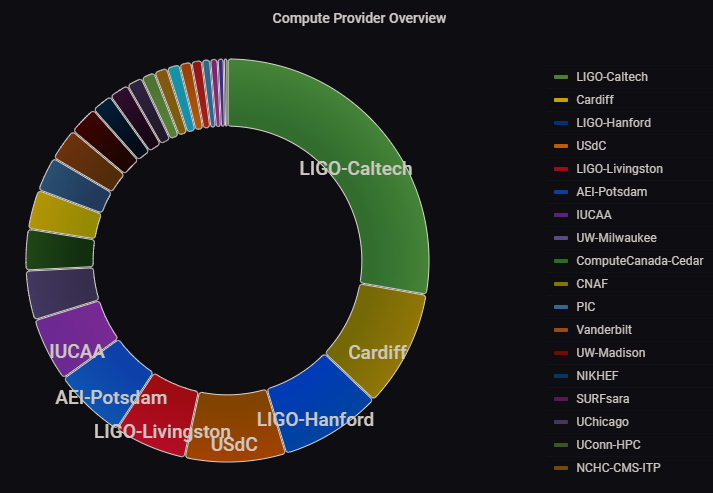 Compute Provider Overview
LIGO-Caltech
Cardiff
LIGO-Hanford
USdC
LIGO-Livingston
AEI-Potsdam
IUCAA
LIGO-Caltech
Cardiff
LIGO-Hanford
USdC
LIGO-Livingston
AEI-Potsdam
IUCAA
UW-Milwaukee
ComputeCanada-Cedar
CNAF
PIC
Vanderbilt
UW-Madison
NIKHEF
SURFsara
UChicago
UConn-HPC
NCHC-CMS-ITP